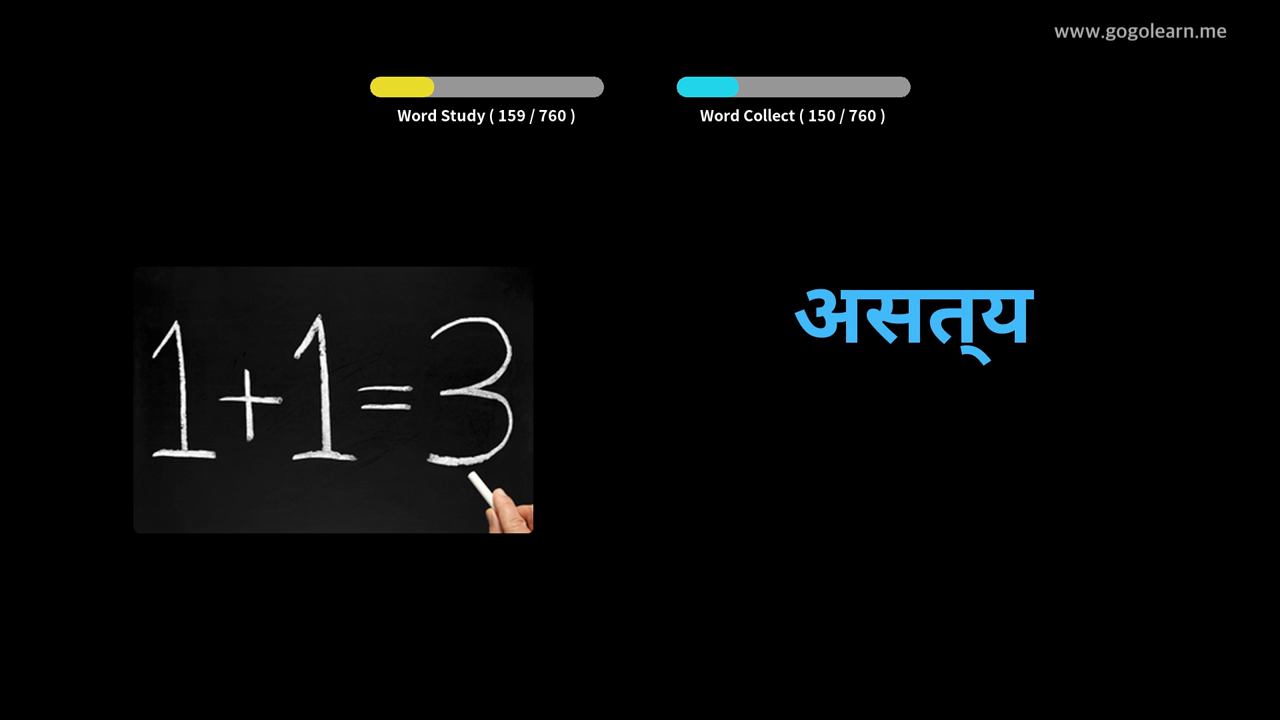 www.gogolearn.me
Word Study ( 159 / 760 )
Word Collect ( 150 / 760 )
1+1=3
असत्‌य